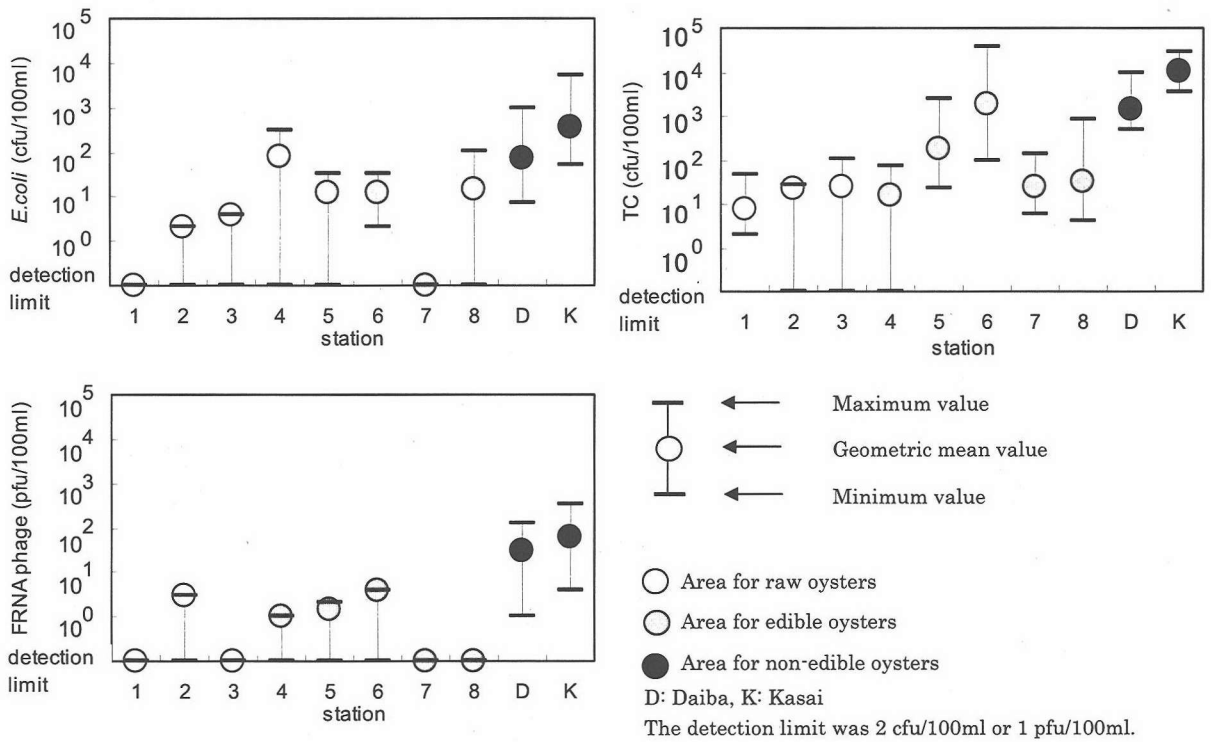 E.coli (cfu/100ml)
10^5
10^4
10^3
10^2
10^1
10^0
detection
limit
1 2 3 4 5 6 7 8 D K
station
TC (cfu/100ml)
10^5
10^4
10^3
10^2
10^1
10^0
10^1
detection
limit
1 2 3 4 5 6 7 8 D K
station
FRNA phage (pfu/100ml)
10^5
10^4
10^3
10^2
10^1
10^0
detection
limit
1 2 3 4 5 6 7 8 D K
station
Maximum value
Geometric mean value
Minimum value
Area for raw oysters
Area for edible oysters
Area for non-edible oysters
D: Daiba, K: Kasai
The detection limit was 2 cfu/100ml or 1 pfu/100ml.